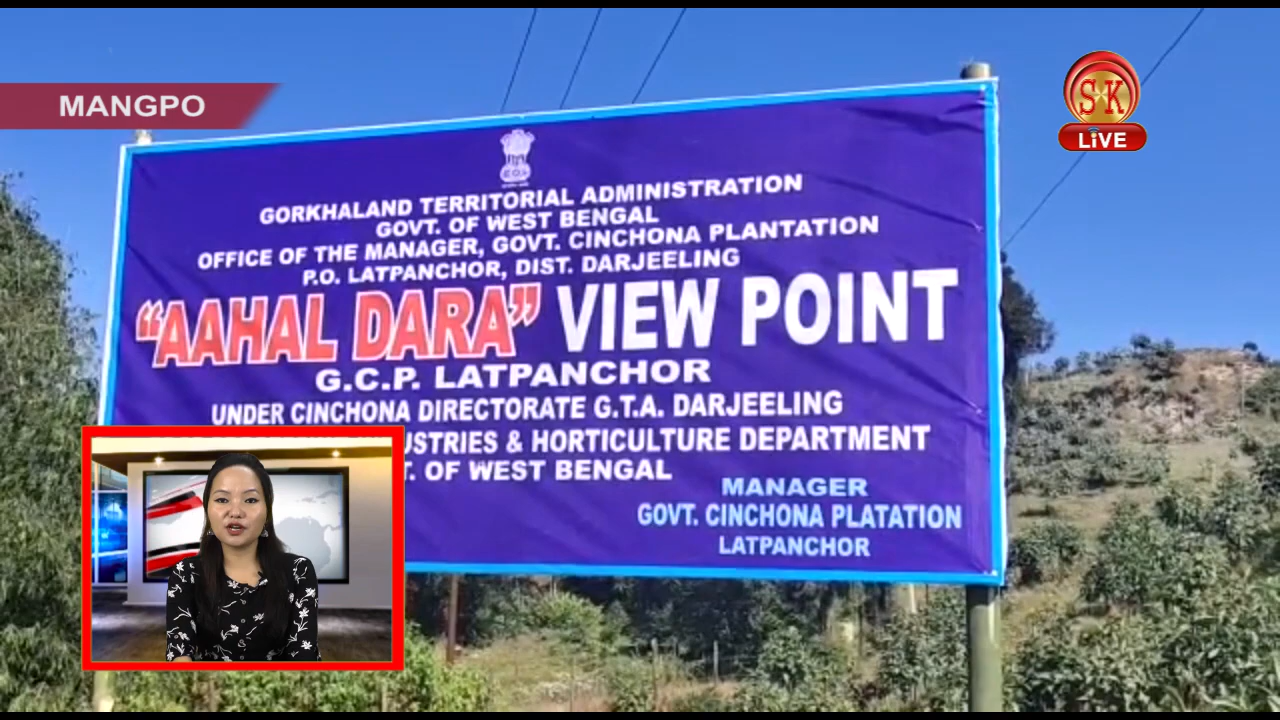 MANGPO
SK
LiVE
GORKHALAND TERRITORIAL ADMINISTRATION
GOVT. OF WEST BENGAL
OFFICE OF THE MANAGER, GOVT. CINCHONA PLANTATION
P.O. LATPANCHOR, DIST. DARJEELING
"AAHAL DARA" VIEW POINT
G.C.P. LATPANCHOR
UNDER CINCHONA DIRECTORATE G.T.A. DARJEELING
& HORTICULTURE DEPARTMENT
OF WEST BENGAL
MANAGER
GOVT. CINCHONA PLATATION
LATPANCHOR